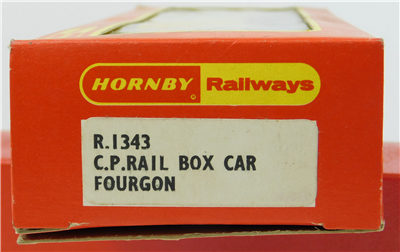 HORNBY Railways
R.1343
C.P.RAIL BOX CAR
FOURGON